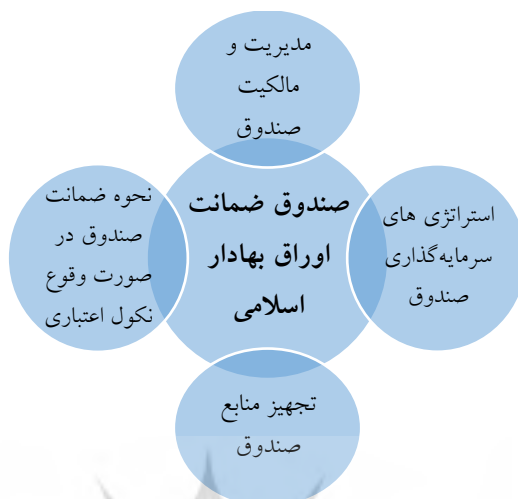 مدیریت و
مالکیت
صندوق
استراتژی های
سرمایه‌گذاری
صندوق
صندوق ضمانت
اوراق بهادار
اسلامی
نحوه ضمانت
صندوق در
صورت وقوع
نکول اعتباری
تجهیز منابع
صندوق